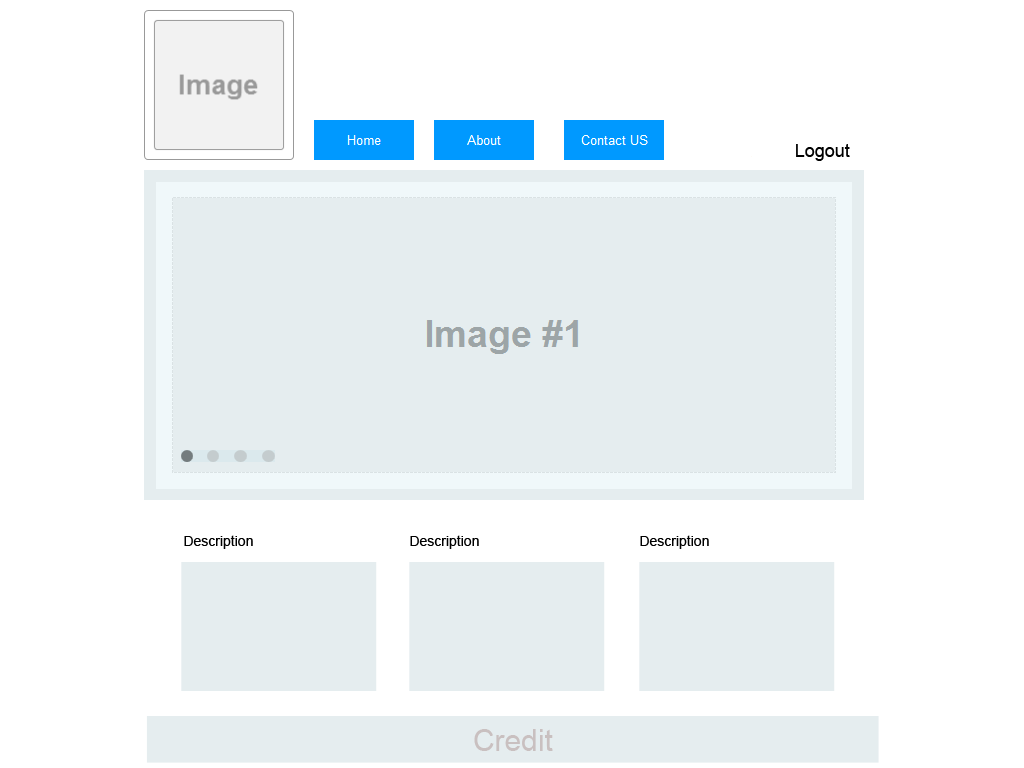 Image
Home
About
Contact US
Logout
Image #1
Description
Description
Description
Credit